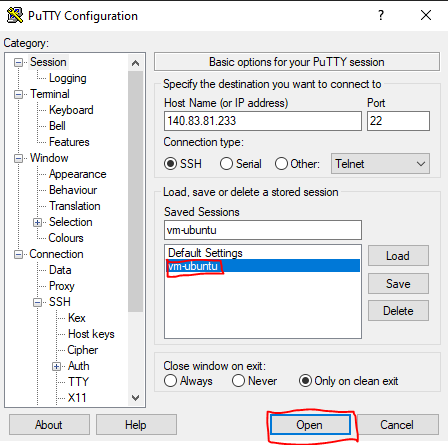 PuTTY Configuration
?
×
Category:
Session
Logging
Terminal
Keyboard
Bell
Features
Window
Appearance
Behaviour
Translation
Selection
Colours
Connection
Data
Proxy
SSH
Kex
Host keys
Cipher
Auth
TTY
X11
Basic options for your PuTTY session
Specify the destination you want to connect to
Host Name (or IP address) Port
140.83.81.233 22
Connection type:
SSH Serial Other: Telnet
Load, save or delete a stored session
Saved Sessions
vm-ubuntu
Default Settings
vm-ubuntu
Load
Save
Delete
Close window on exit:
Always Never Only on clean exit
About Help Open Cancel